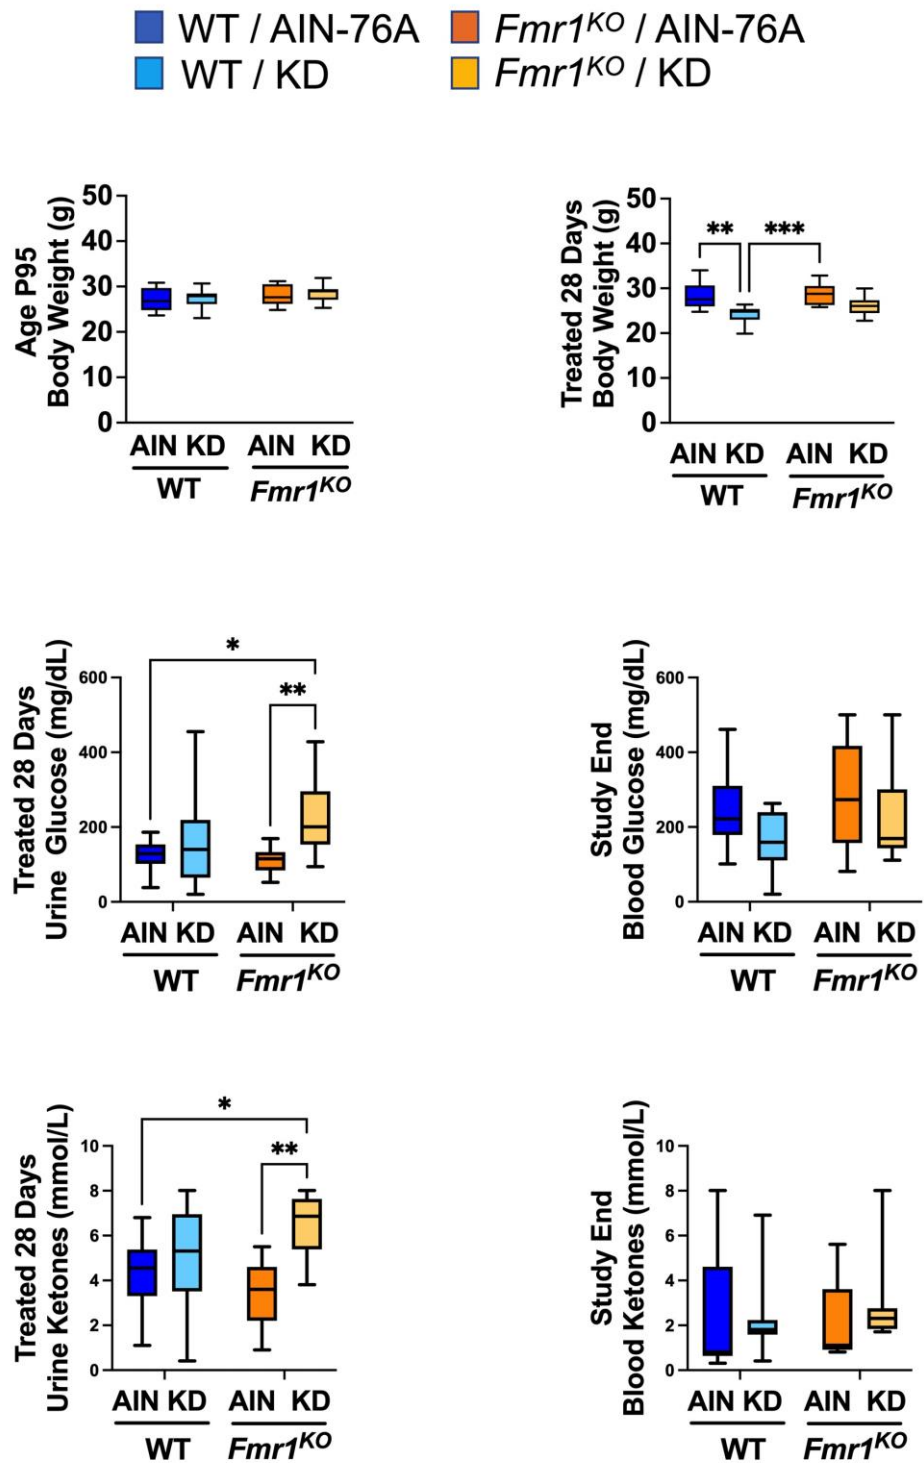 WT / AIN-76A
Fmr1KO / AIN-76A
WT / KD
Fmr1KO / KD
Age P95
Body Weight (g)
50
40
30
20
10
0
AIN KD
AIN KD
WT
Fmr1KO
Treated 28 Days
Body Weight (g)
50
40
30
20
10
0
**
***
AIN KD
AIN KD
WT
Fmr1KO
Treated 28 Days
Urine Glucose (mg/dL)
600
400
200
0
*
**
AIN KD
AIN KD
WT
Fmr1KO
Study End
Blood Glucose (mg/dL)
600
400
200
0
AIN KD
AIN KD
WT
Fmr1KO
Treated 28 Days
Urine Ketones (mmol/L)
10
8
6
4
2
0
*
**
AIN KD
AIN KD
WT
Fmr1KO
Study End
Blood Ketones (mmol/L)
10
8
6
4
2
0
AIN KD
AIN KD
WT
Fmr1KO